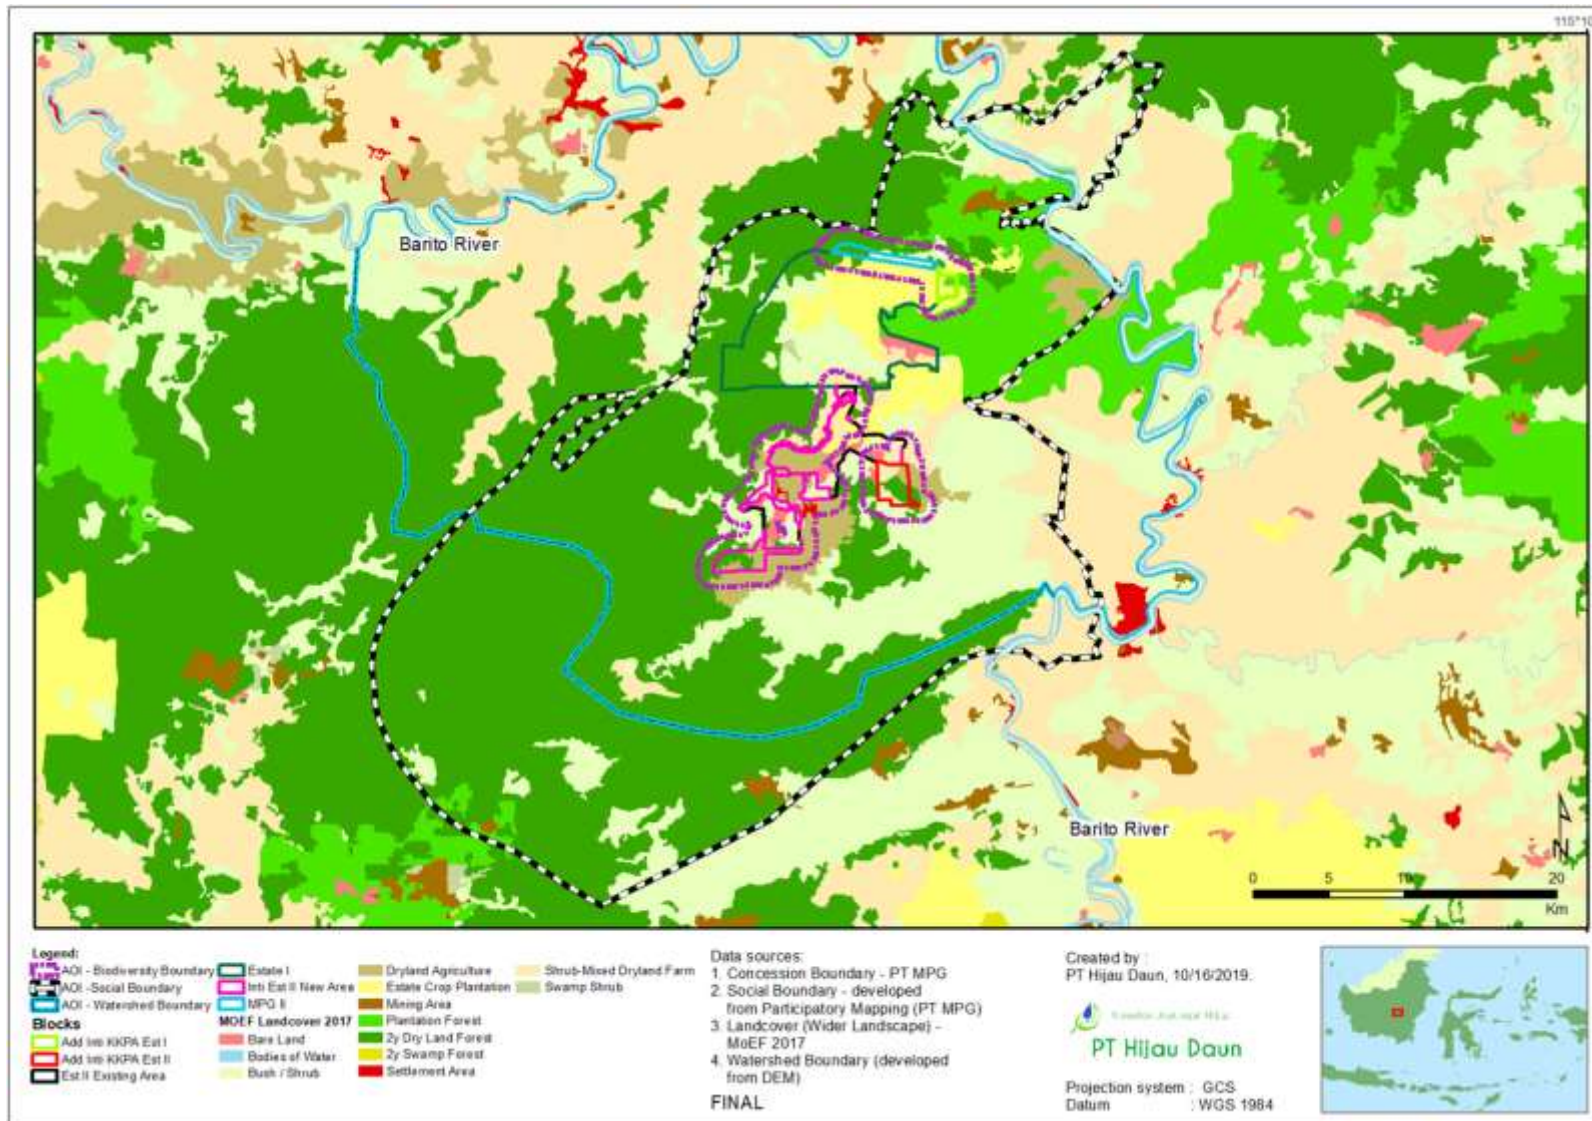 115°10
Barito River
Barito River
0 5 10 20
Km
Legend:
AOI - Biodiversity Boundary
AOI -Social Boundary
AOI - Watershed Boundary
Blocks
Add Inti KKPA Est I
Add Inti KKPA Est II
Est II Existing Area
Estate I
Inti Est II New Area
MPG II
MOEF Landcover 2017
Bare Land
Bodies of Water
Bush / Shrub
Dryland Agriculture
Estate Crop Plantation
Mining Area
Plantation Forest
2y Dry Land Forest
2y Swamp Forest
Settlement Area
Shrub-Mixed Dryland Farm
Swamp Shrub
Data sources:
1. Concession Boundary - PT MPG
2. Social Boundary - developed
from Participatory Mapping (PT MPG)
3. Landcover (Wider Landscape) -
MoEF 2017
4. Watershed Boundary (developed
from DEM)
FINAL
Created by :
PT Hijau Daun, 10/16/2019.
PT Hijau Daun
Projection system : GCS
Datum : WGS 1984